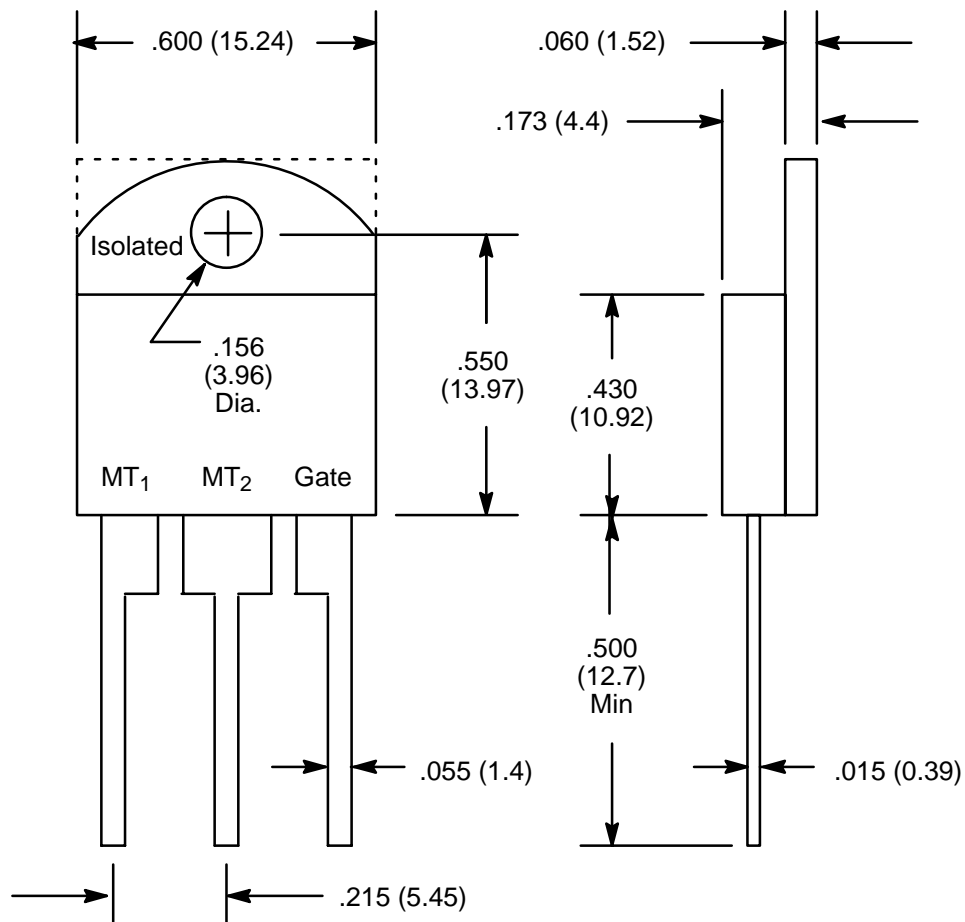 .600 (15.24)
.060 (1.52)
.173 (4.4)
Isolated
.156
(3.96)
Dia.
.550
(13.97)
.430
(10.92)
MT₁
MT₂
Gate
.500
(12.7)
Min
.055 (1.4)
.015 (0.39)
.215 (5.45)